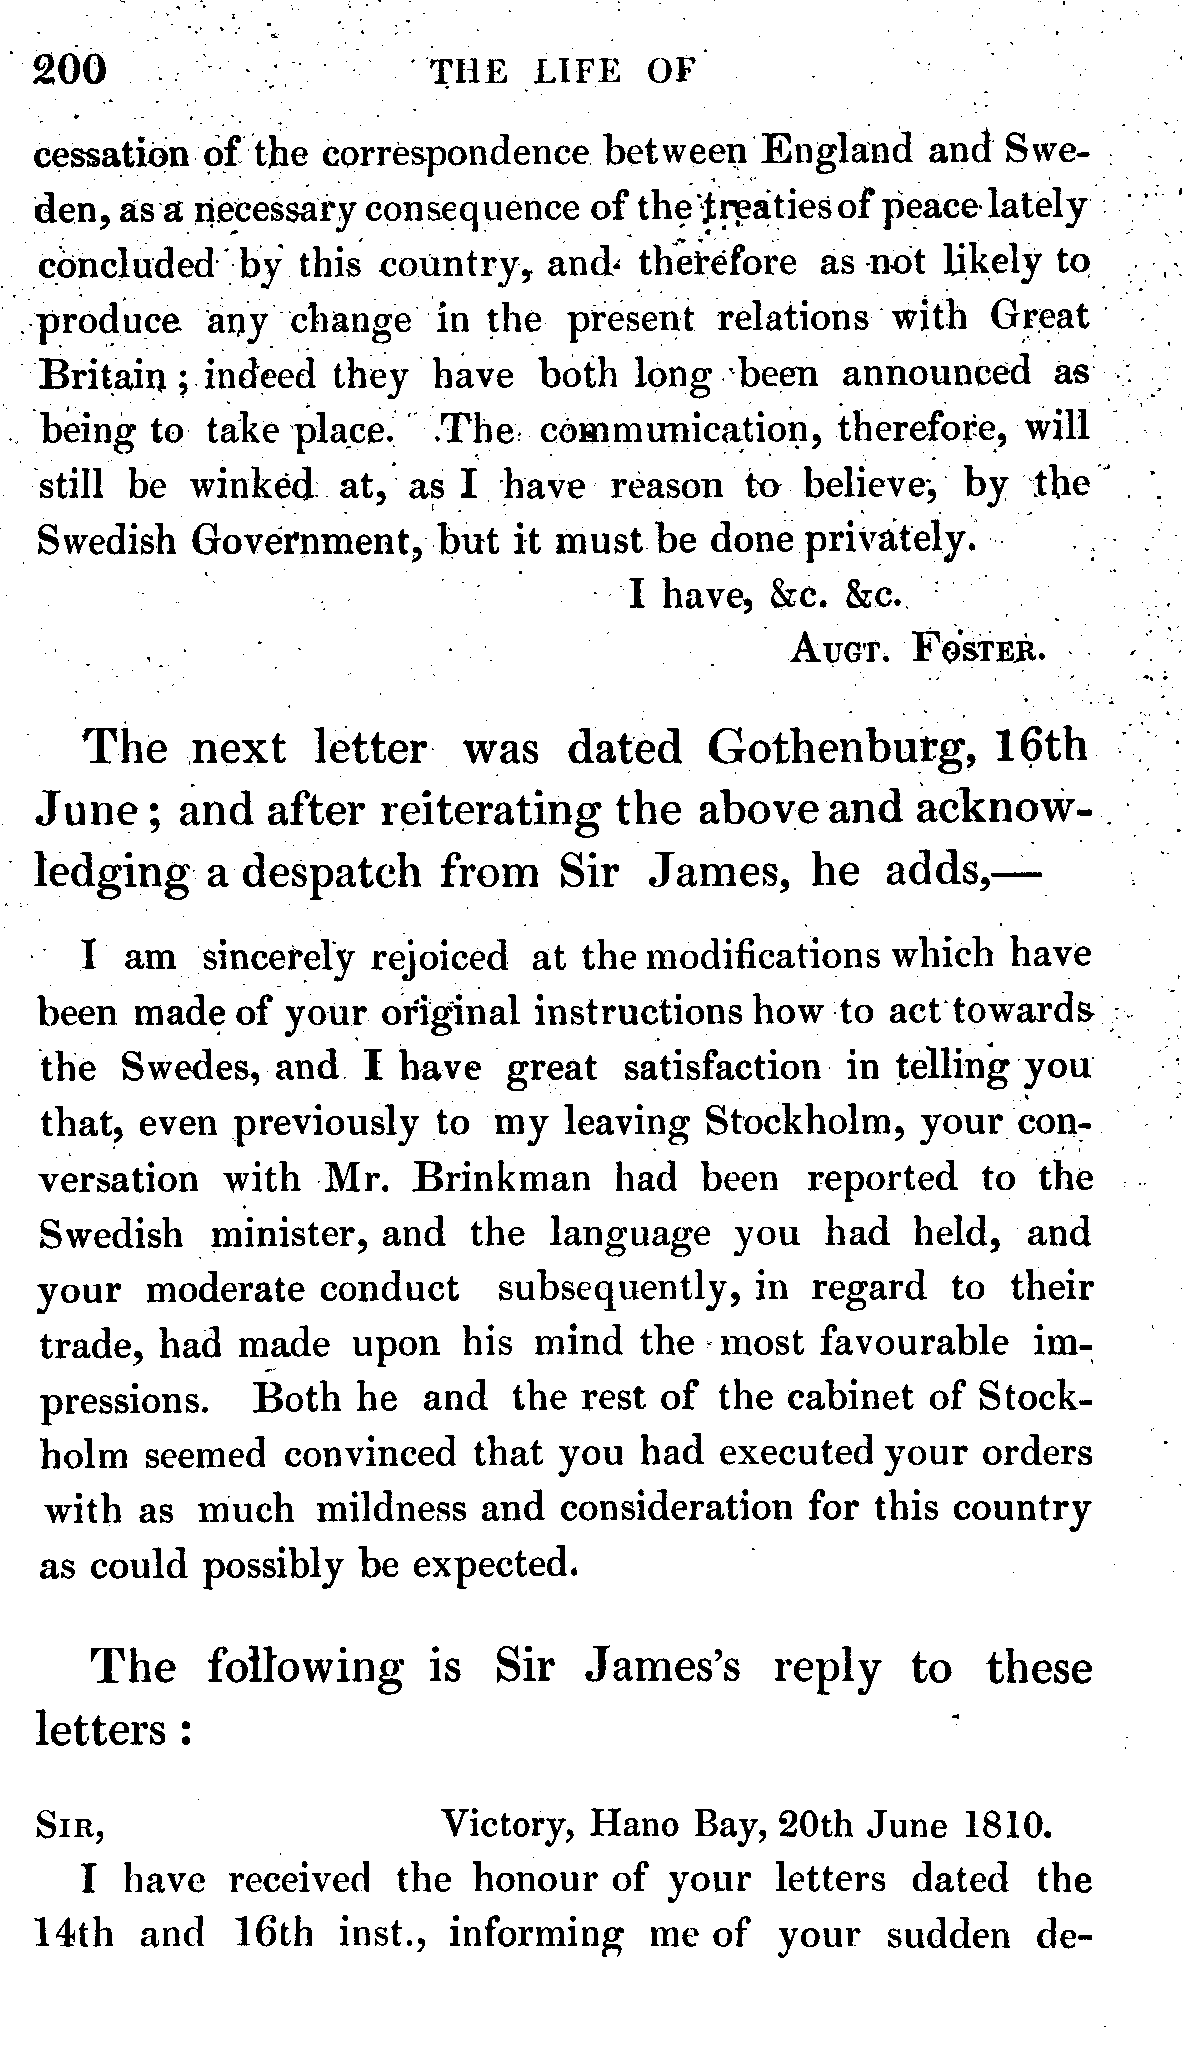 200 THE LIFE OF
cessation of the correspondence between England and Swe-
den, as a necessary consequence of the treaties of peace lately
concluded by this country, and therefore as not likely to
produce any change in the present relations with Great
Britain; indeed they have both long been announced as
being to take place. The communication, therefore, will
still be winked at, as I have reason to believe, by the
Swedish Government, but it must be done privately.
I have, &c. &c.
AUGT. FOSTER.
The next letter was dated Gothenburg, 16th
June; and after reiterating the above and acknow-
ledging a despatch from Sir James, he adds,—
I am sincerely rejoiced at the modifications which have
been made of your original instructions how to act towards
the Swedes, and I have great satisfaction in telling you
that, even previously to my leaving Stockholm, your con-
versation with Mr. Brinkman had been reported to the
Swedish minister, and the language you had held, and
your moderate conduct subsequently, in regard to their
trade, had made upon his mind the most favourable im-
pressions. Both he and the rest of the cabinet of Stock-
holm seemed convinced that you had executed your orders
with as much mildness and consideration for this country
as could possibly be expected.
The following is Sir James's reply to these
letters:
SIR, Victory, Hano Bay, 20th June 1810.
I have received the honour of your letters dated the
14th and 16th inst., informing me of your sudden de-